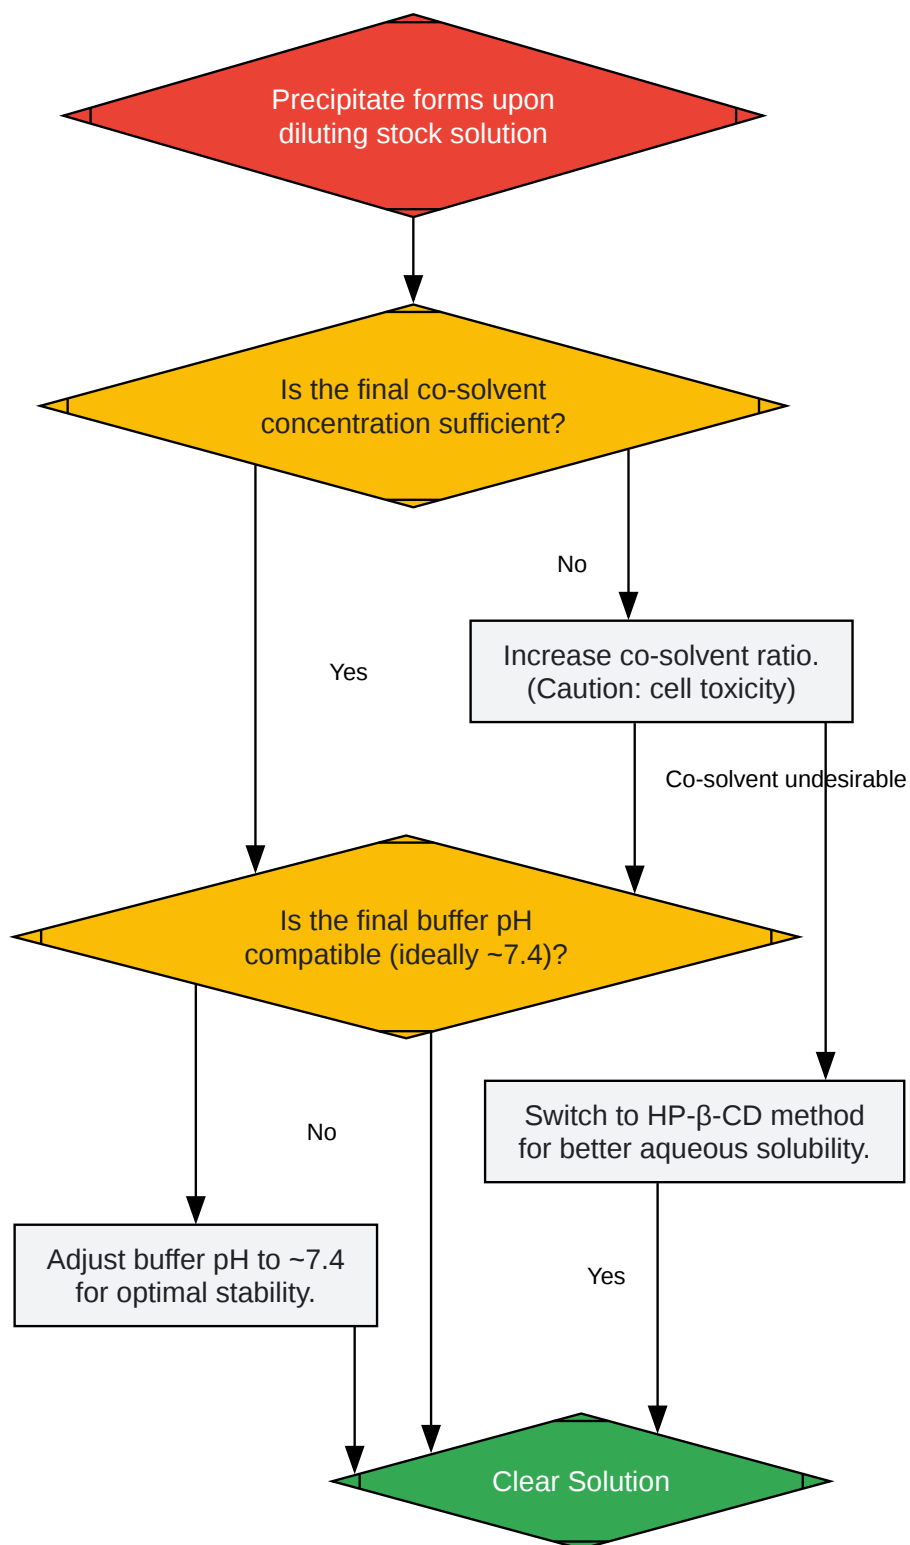 Precipitate forms upon
diluting stock solution
Is the final co-solvent
concentration sufficient?
No
Increase co-solvent ratio.
(Caution: cell toxicity)
Yes
Co-solvent undesirable
Is the final buffer pH
compatible (ideally ~7.4)?
No
Switch to HP-β-CD method
for better aqueous solubility.
Adjust buffer pH to ~7.4
for optimal stability.
Yes
Clear Solution